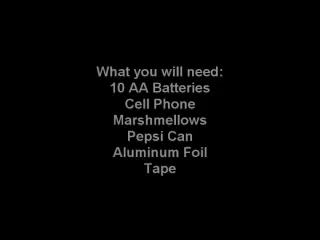 What you will need:
10 AA Batteries
Cell Phone
Marshmellows
Pepsi Can
Aluminum Foil
Tape